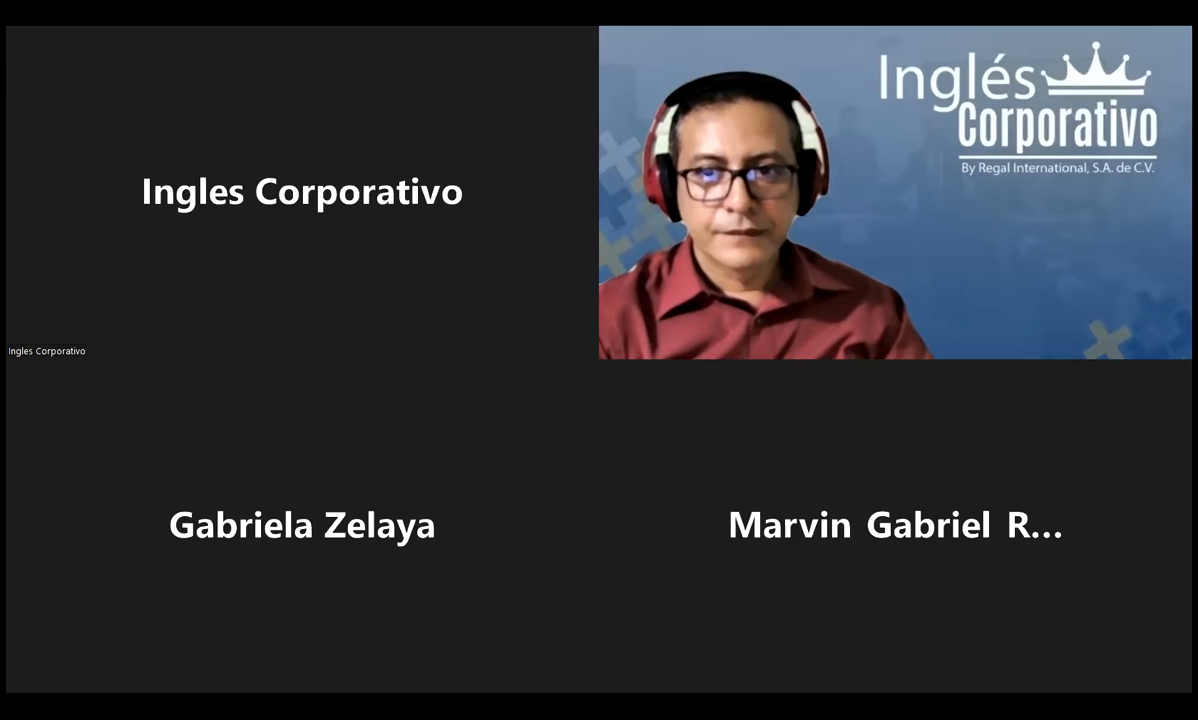 Ingles Corporativo
Inglés
Corporativo
By Regal International, S.A. de C.V.
Ingles Corporativo
Gabriela Zelaya
Marvin Gabriel R...